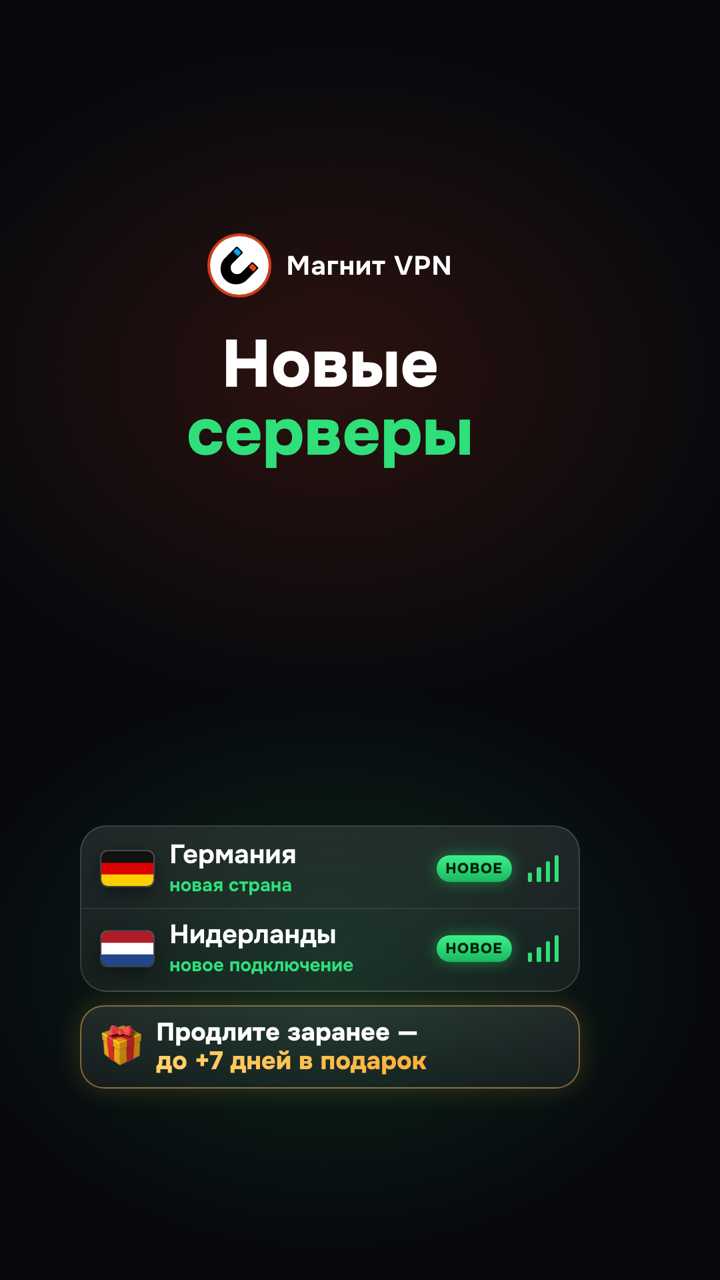 Магнит VPN
Новые
серверы
Германия
новая страна
НОВОЕ
Нидерланды
новое подключение
НОВОЕ
Продлите заранее —
до +7 дней в подарок